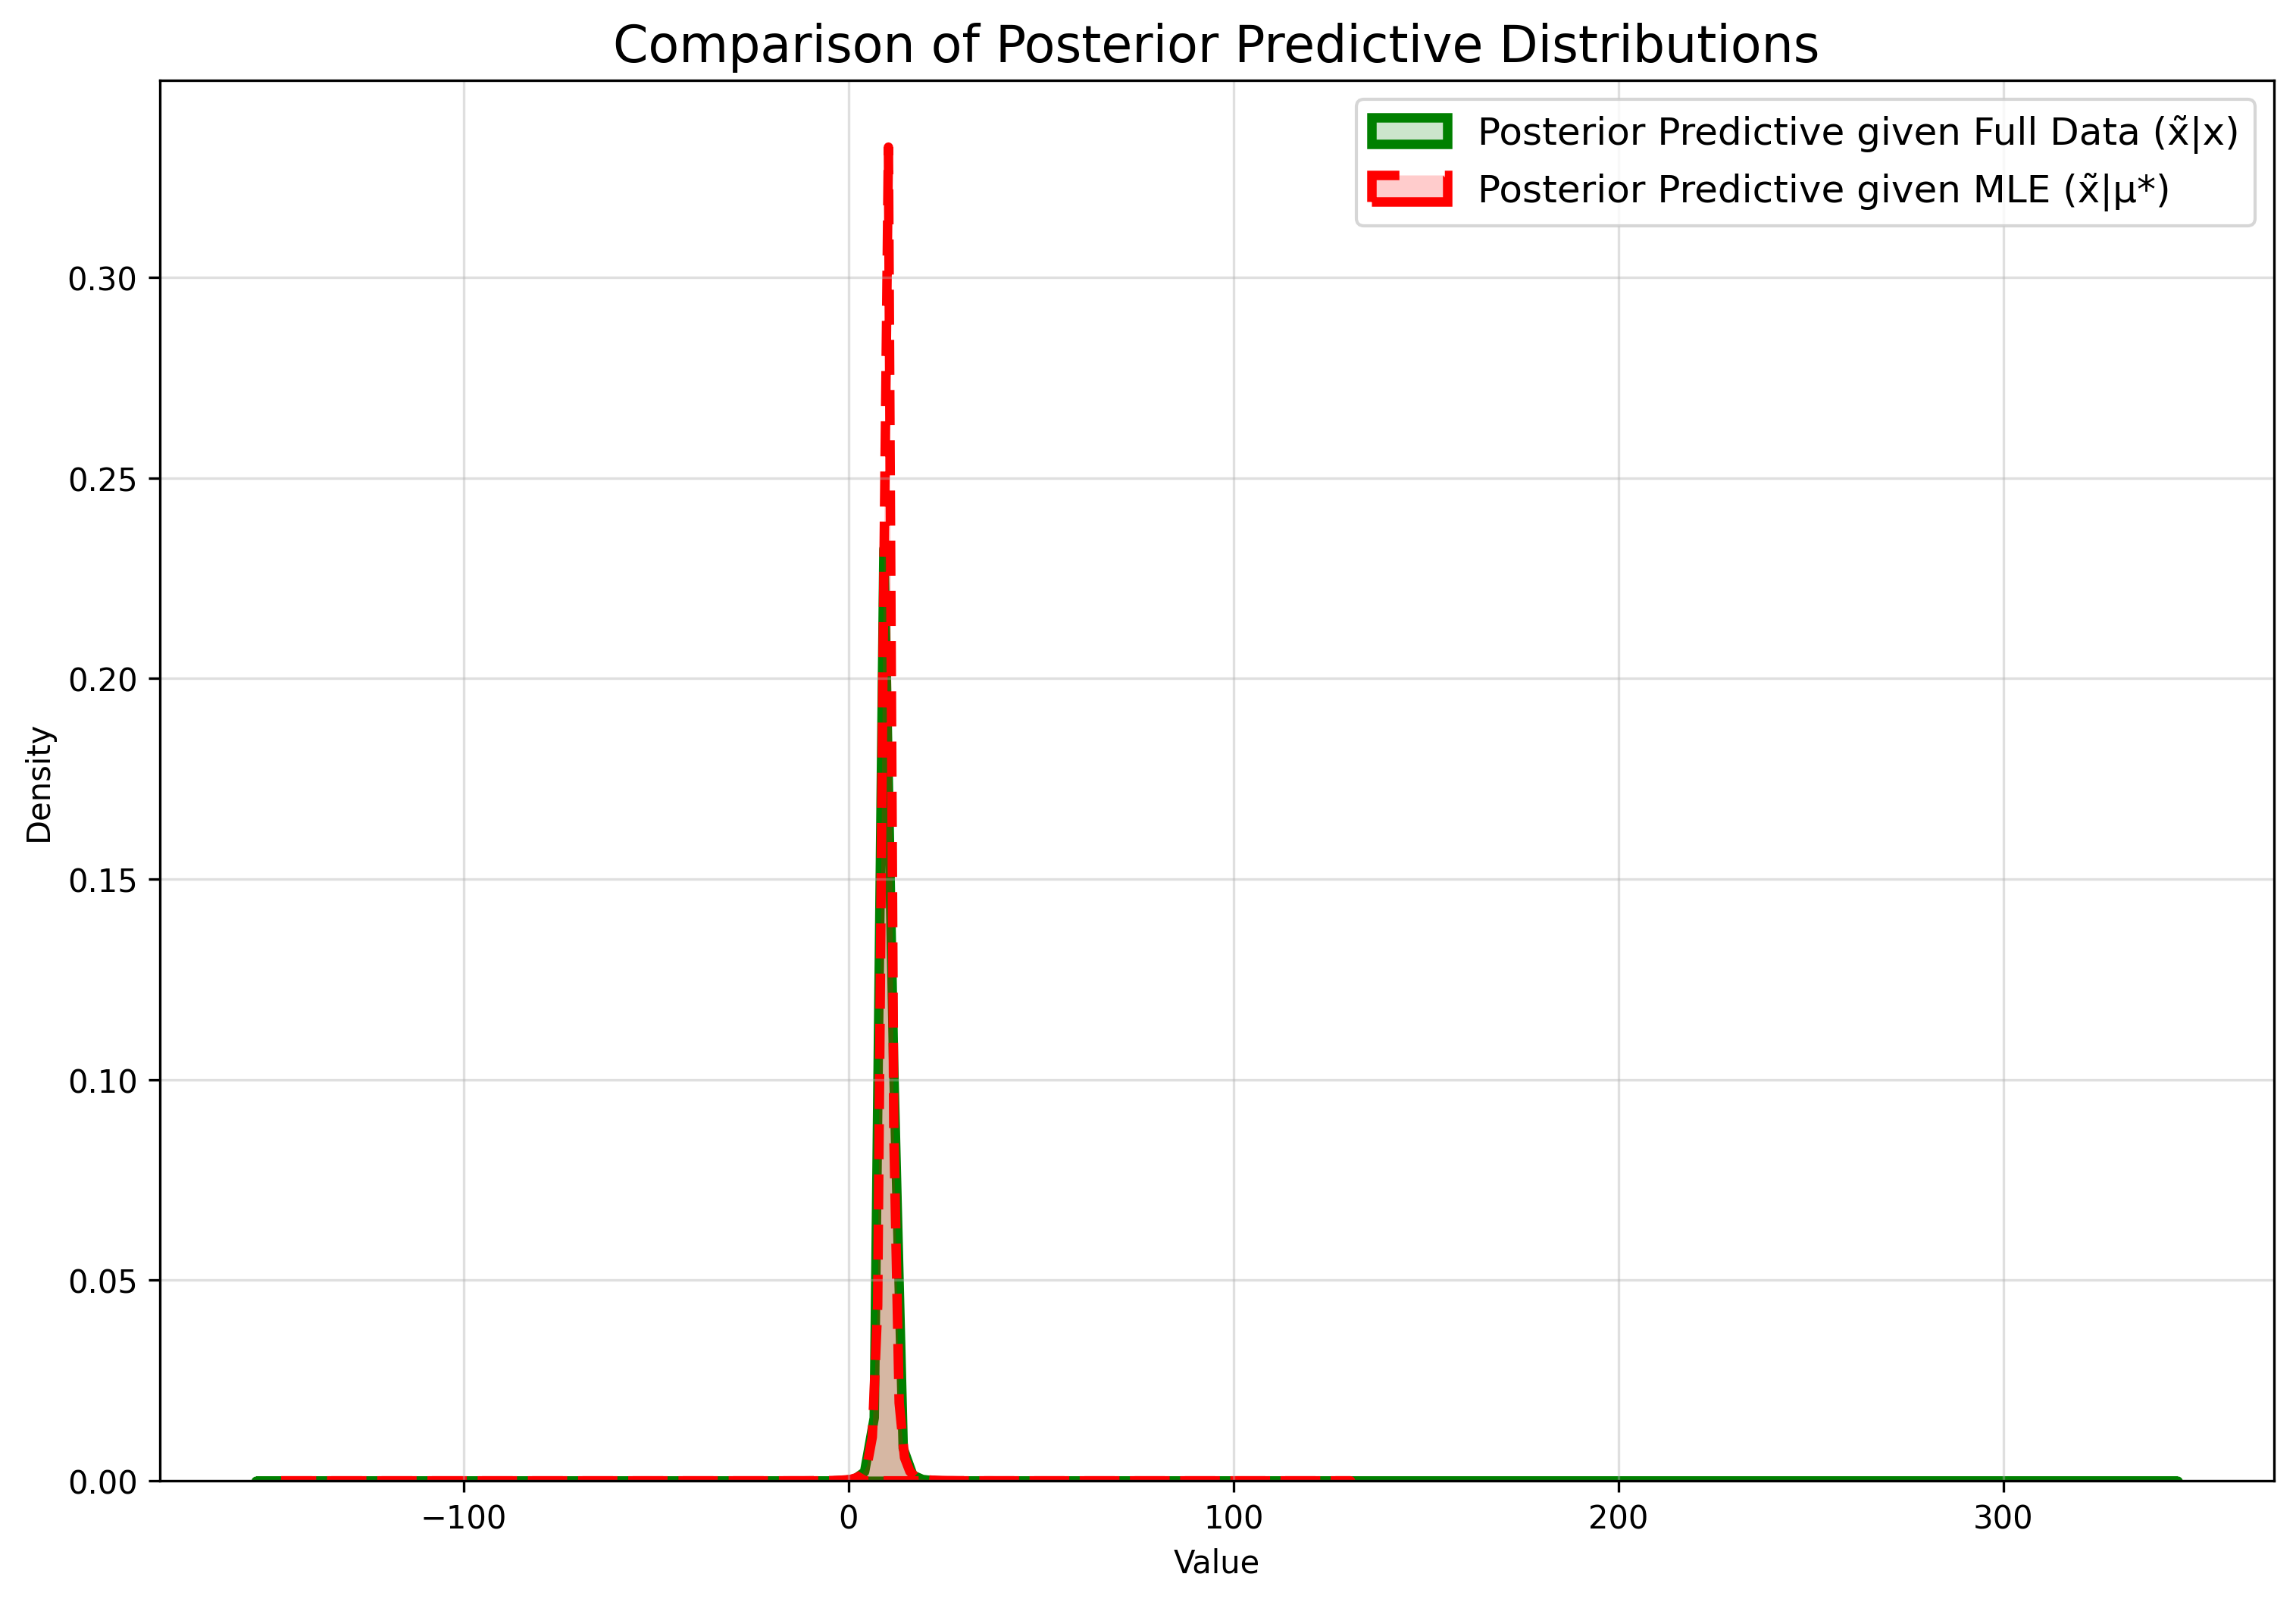 Comparison of Posterior Predictive Distributions
Posterior Predictive given Full Data (x̃|x)
Posterior Predictive given MLE (x̃|μ*)
0.30
0.25
0.20
0.15
0.10
0.05
0.00
Density
−100
0
100
200
300
Value